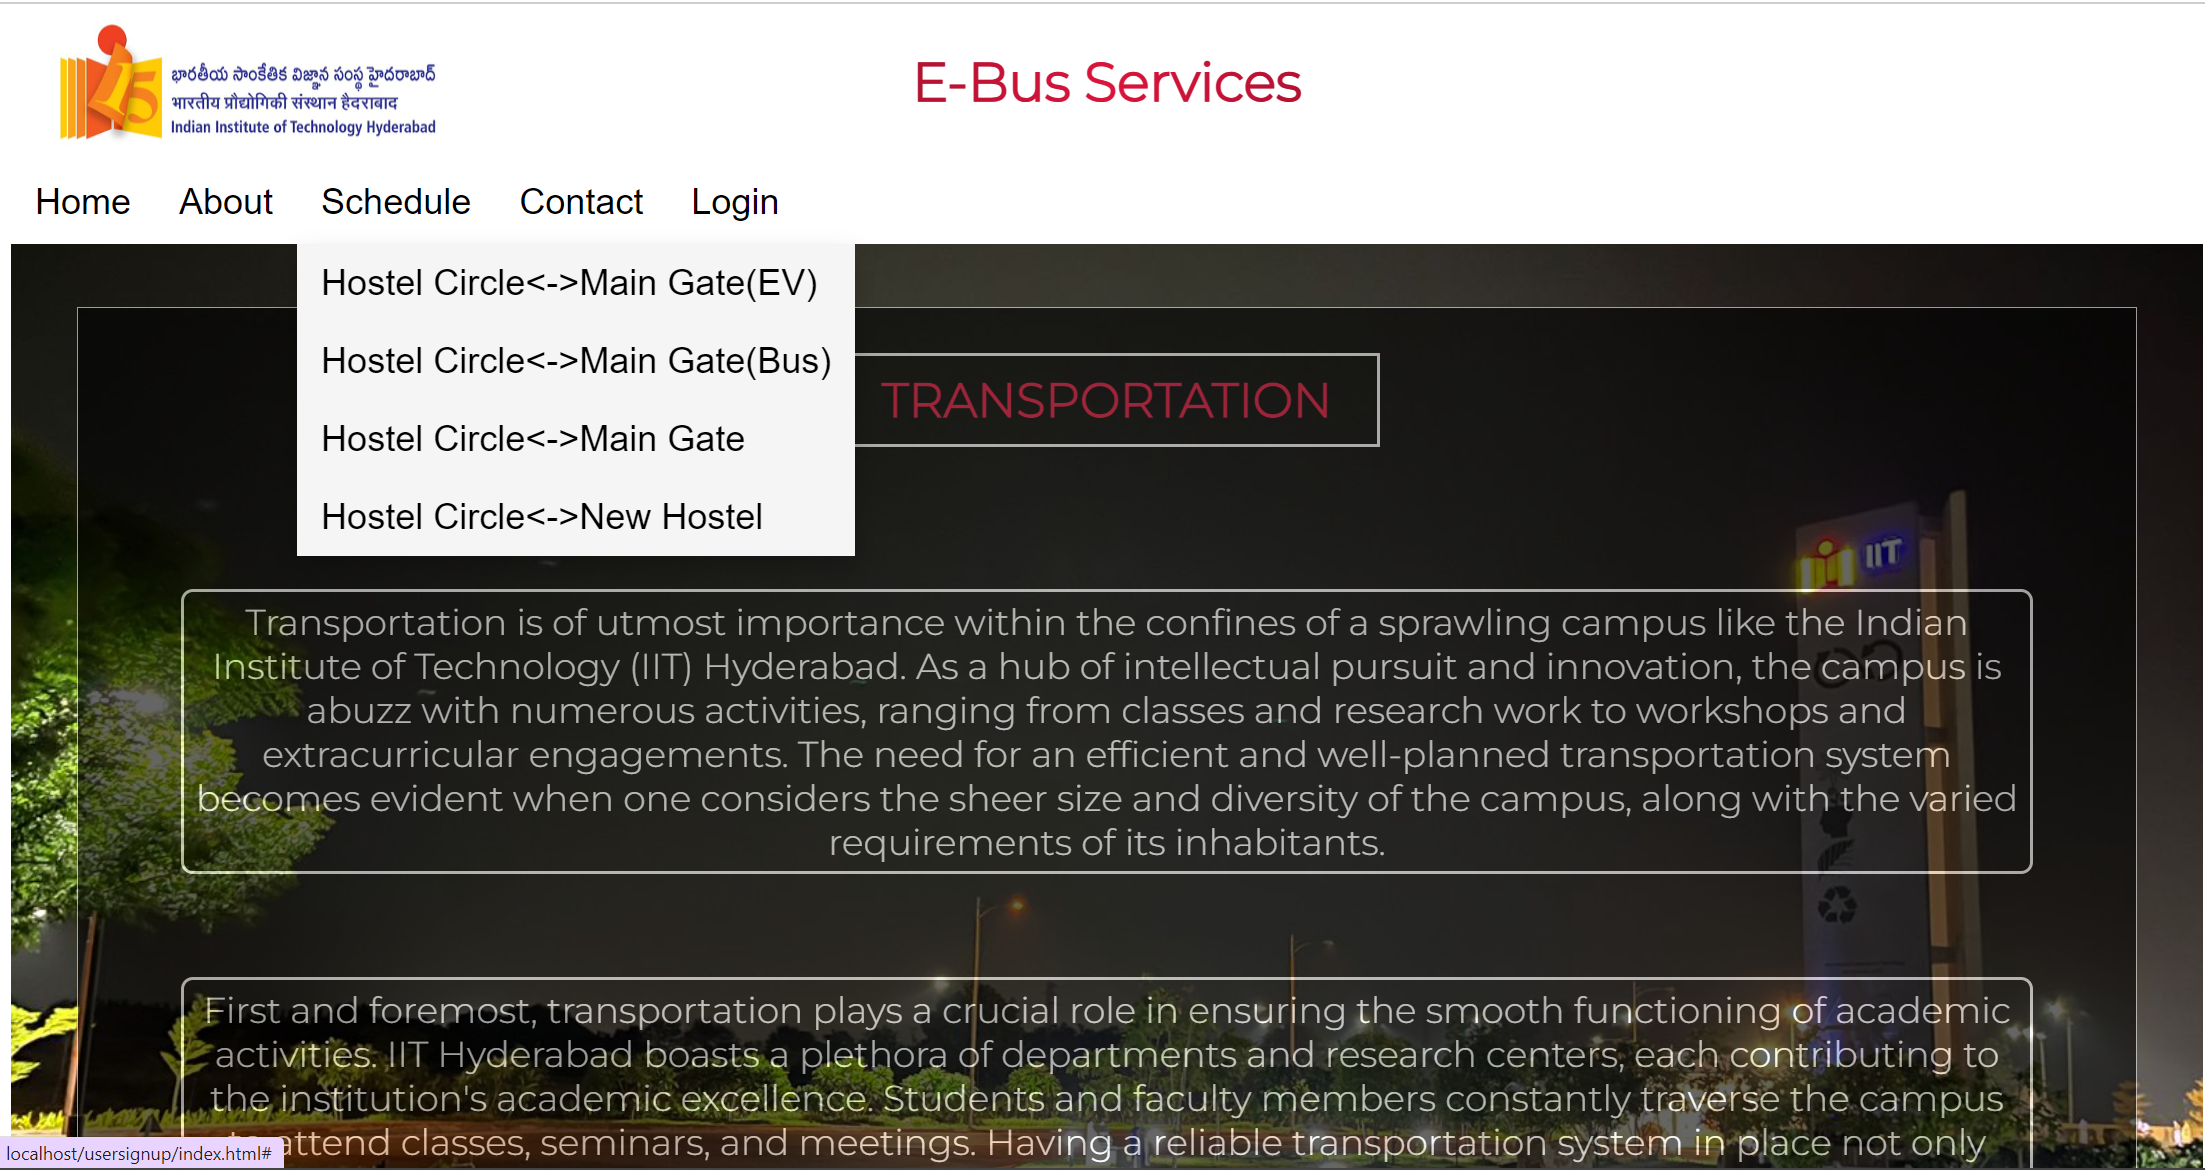 భారతీయ సాంకేతిక విజ్ఞాన సంస్థ హైదరాబాద్
भारतीय प्रौद्योगिकी संस्थान हैदराबाद
Indian Institute of Technology Hyderabad
15
E-Bus Services
Home About Schedule Contact Login
Hostel Circle<->Main Gate(EV)
Hostel Circle<->Main Gate(Bus)
Hostel Circle<->Main Gate
Hostel Circle<->New Hostel
TRANSPORTATION
IIT
Transportation is of utmost importance within the confines of a sprawling campus like the Indian
Institute of Technology (IIT) Hyderabad. As a hub of intellectual pursuit and innovation, the campus is
abuzz with numerous activities, ranging from classes and research work to workshops and
extracurricular engagements. The need for an efficient and well-planned transportation system
becomes evident when one considers the sheer size and diversity of the campus, along with the varied
requirements of its inhabitants.
First and foremost, transportation plays a crucial role in ensuring the smooth functioning of academic
activities. IIT Hyderabad boasts a plethora of departments and research centers, each contributing to
the institution's academic excellence. Students and faculty members constantly traverse the campus
attend classes, seminars, and meetings. Having a reliable transportation system in place not only
localhost/usersignup/index.html#